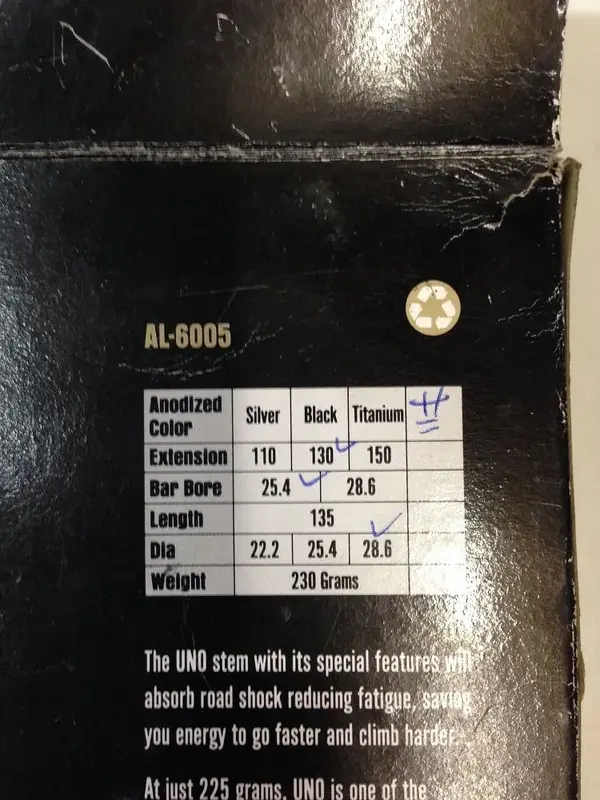 AL-6005
Anodized Color Silver Black Titanium
Extension 110 130 150
Bar Bore 25.4 28.6
Length 135
Dia 22.2 25.4 28.6
Weight 230 Grams
The UNO stem with its special features will
absorb road shock reducing fatigue, saving
you energy to go faster and climb harder.
At just 225 grams, UNO is one of the